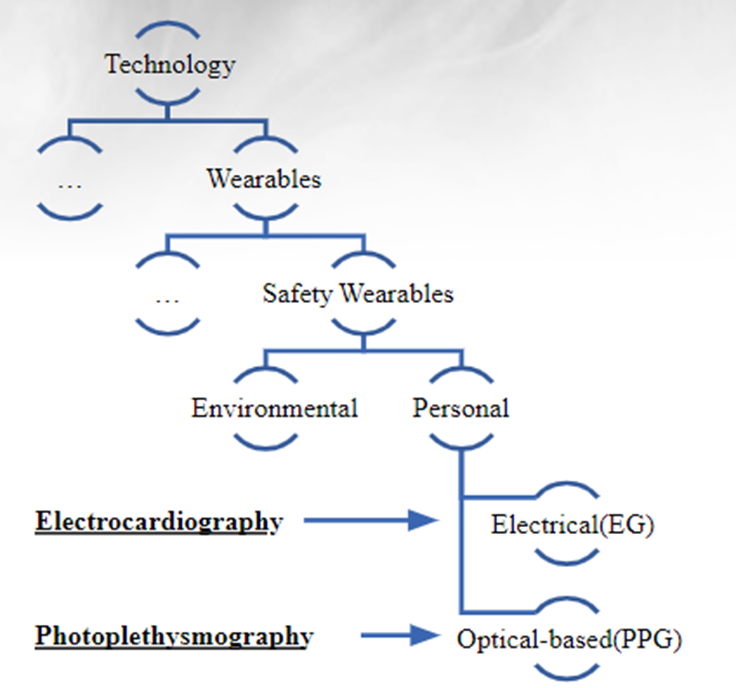 Technology
…
Wearables
…
Safety Wearables
Environmental
Personal
Electrocardiography
Electrical(EG)
Photoplethysmography
Optical-based(PPG)